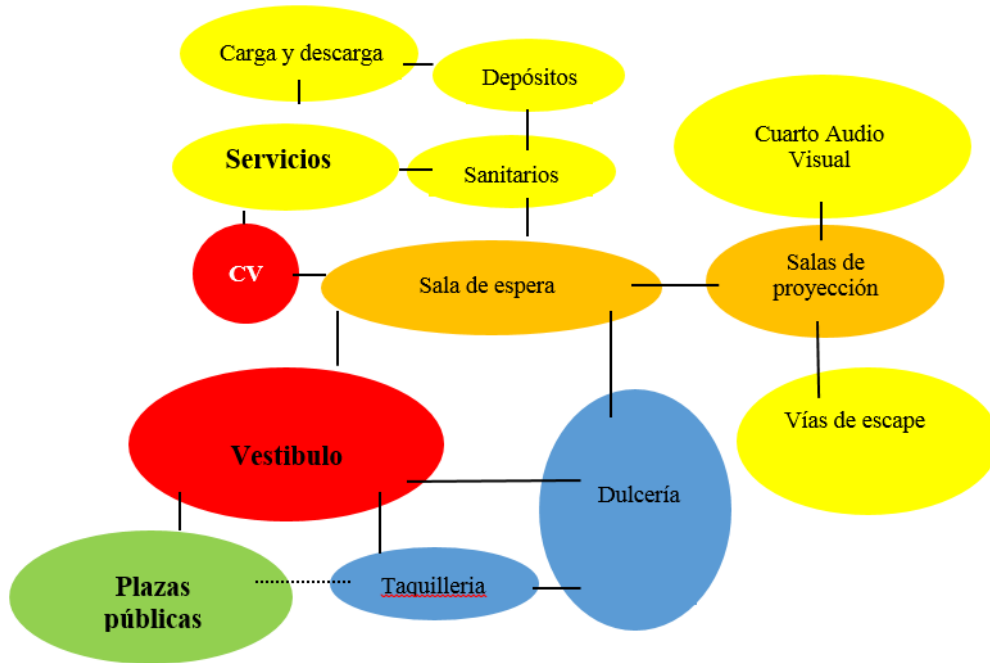 Carga y descarga
Depósitos
Cuarto Audio
Visual
Servicios
Sanitarios
CV
Sala de espera
Salas de
proyección
Vías de escape
Vestibulo
Dulcería
Plazas
públicas
Taquilleria